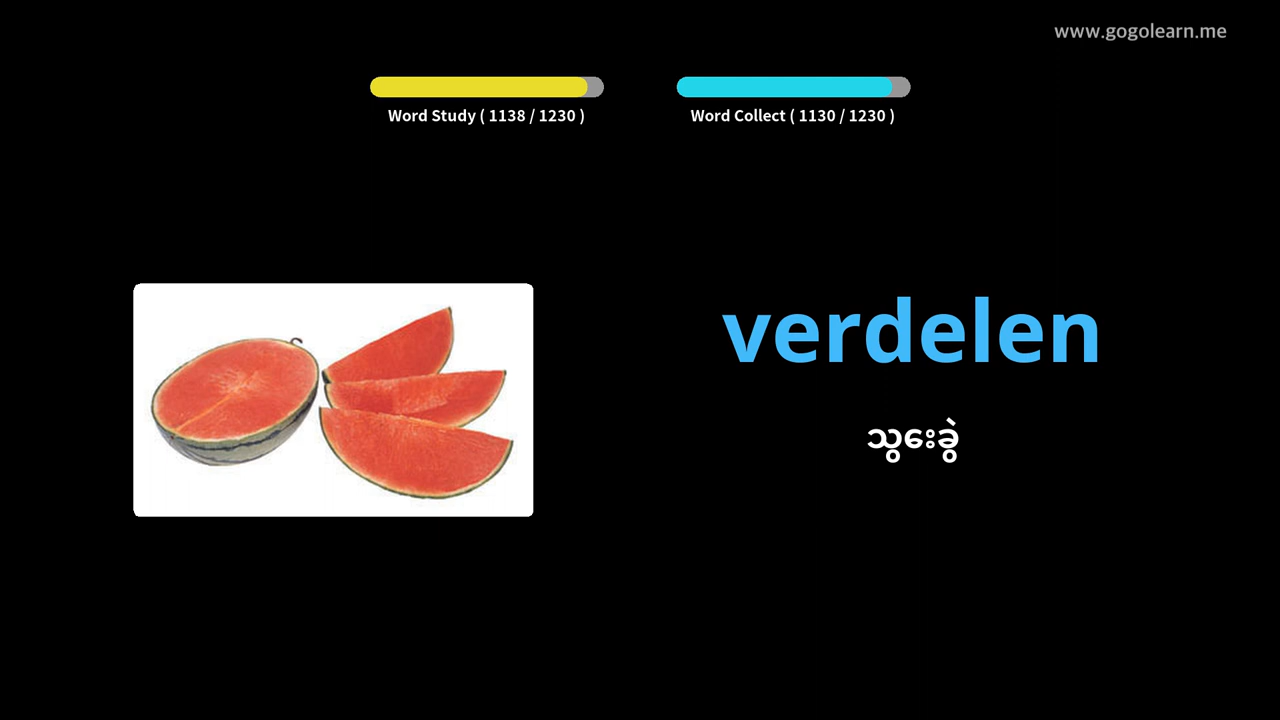 www.gogolearn.me
Word Study ( 1138 / 1230 )
Word Collect ( 1130 / 1230 )
verdelen
သွေးခွဲ